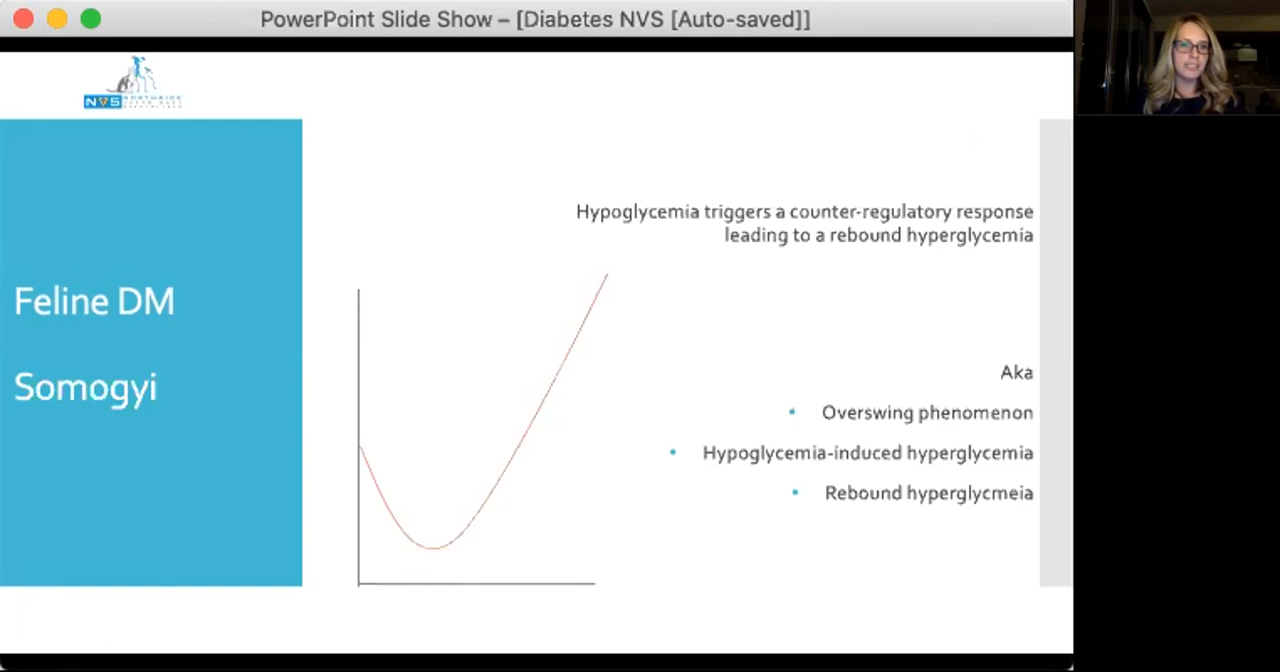 PowerPoint Slide Show – [Diabetes NVS [Auto-saved]]
NVS
Feline DM
Somogyi
Hypoglycemia triggers a counter-regulatory response
leading to a rebound hyperglycemia
Aka
• Overswing phenomenon
• Hypoglycemia-induced hyperglycemia
• Rebound hyperglycmeia